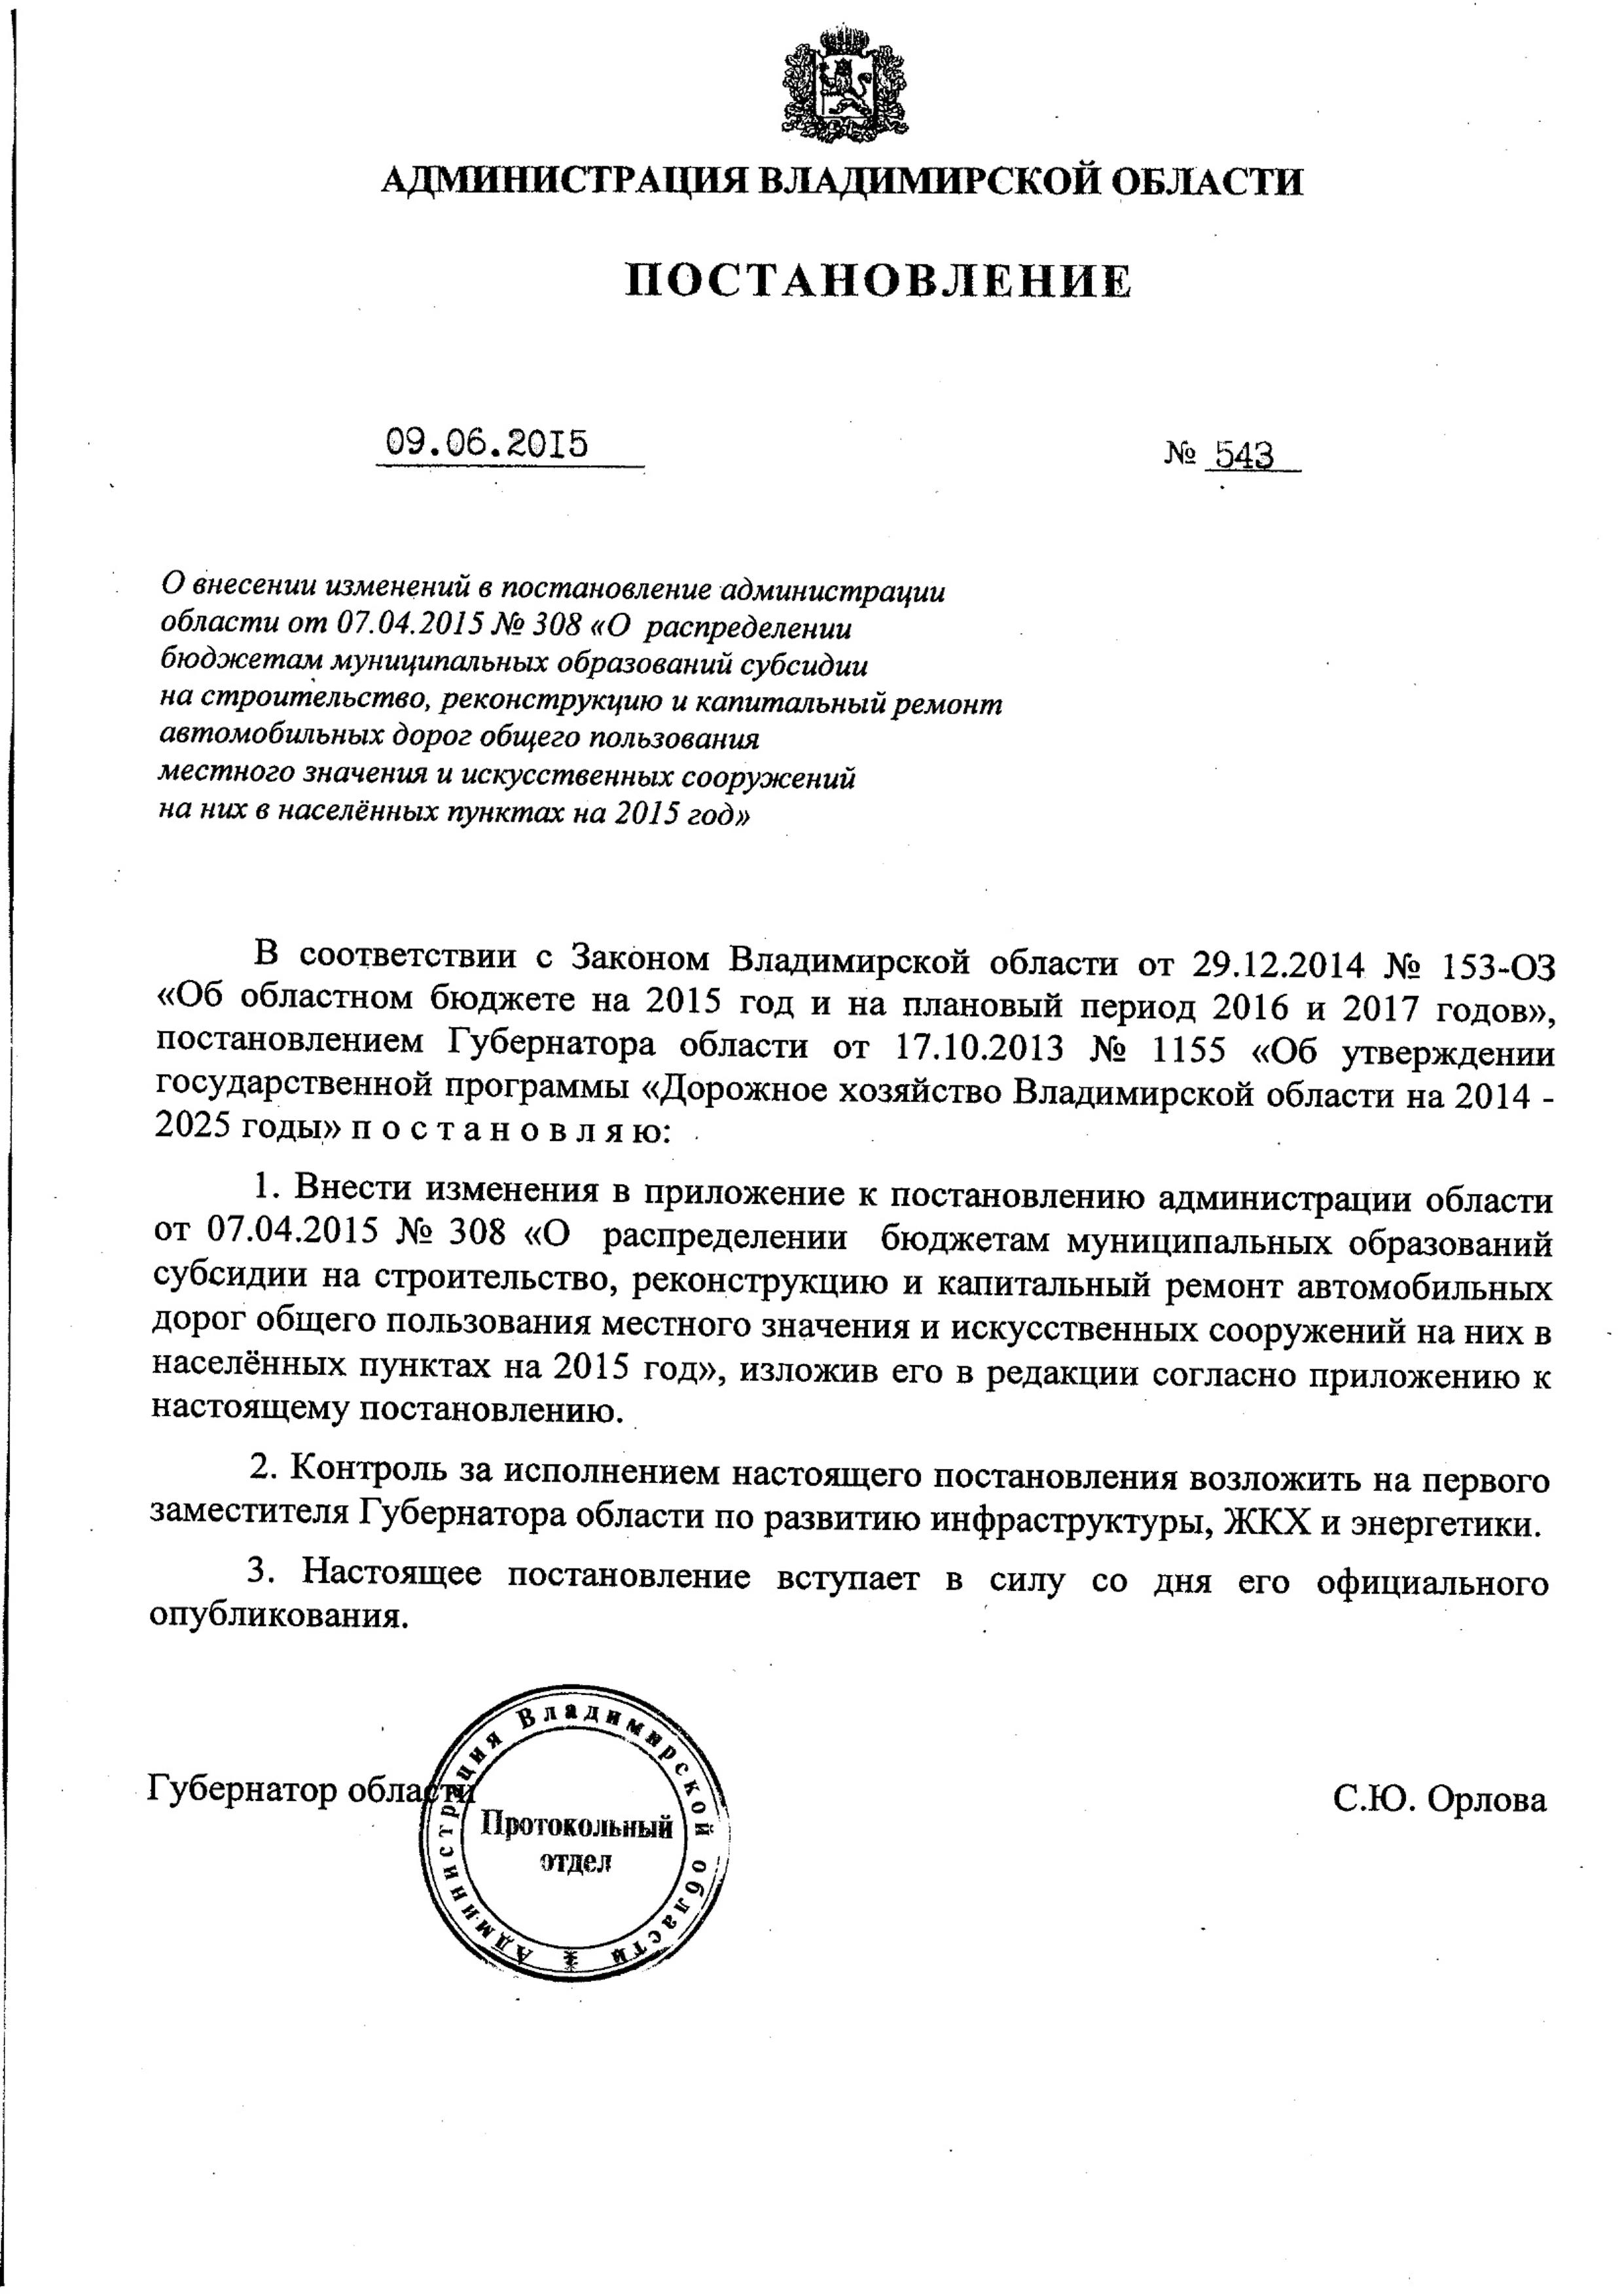 АДМИНИСТРАЦИЯ ВЛАДИМИРСКОЙ ОБЛАСТИ
ПОСТАНОВЛЕНИЕ
09.06.2015
№ 543
О внесении изменений в постановление администрации
области от 07.04.2015 № 308 «О распределении
бюджетам муниципальных образований субсидии
на строительство, реконструкцию и капитальный ремонт
автомобильных дорог общего пользования
местного значения и искусственных сооружений
на них в населённых пунктах на 2015 год»
В соответствии с Законом Владимирской области от 29.12.2014 № 153-ОЗ
«Об областном бюджете на 2015 год и на плановый период 2016 и 2017 годов»,
постановлением Губернатора области от 17.10.2013 № 1155 «Об утверждении
государственной программы «Дорожное хозяйство Владимирской области на 2014 -
2025 годы» п о с т а н о в л я ю:
1. Внести изменения в приложение к постановлению администрации области
от 07.04.2015 № 308 «О распределении бюджетам муниципальных образований
субсидии на строительство, реконструкцию и капитальный ремонт автомобильных
дорог общего пользования местного значения и искусственных сооружений на них в
населённых пунктах на 2015 год», изложив его в редакции согласно приложению к
настоящему постановлению.
2. Контроль за исполнением настоящего постановления возложить на первого
заместителя Губернатора области по развитию инфраструктуры, ЖКХ и энергетики.
3. Настоящее постановление вступает в силу со дня его официального
опубликования.
Губернатор области
С.Ю. Орлова
Администрация Владимирской области
Протокольный
отдел